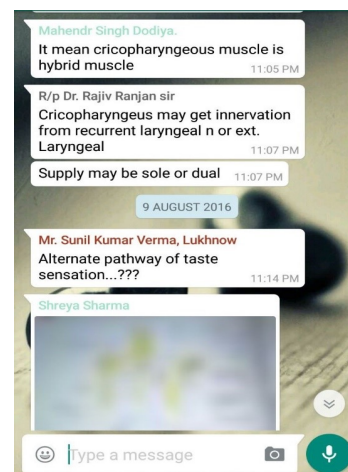 Mahendr Singh Dodiya.
It mean cricopharyngeous muscle is
hybrid muscle
11:05 PM
R/p Dr. Rajiv Ranjan sir
Cricopharyngeus may get innervation
from recurrent laryngeal n or ext.
Laryngeal
11:07 PM
Supply may be sole or dual 11:07 PM
9 AUGUST 2016
Mr. Sunil Kumar Verma, Lukhnow
Alternate pathway of taste
sensation...???
11:14 PM
Shreya Sharma
Type a message